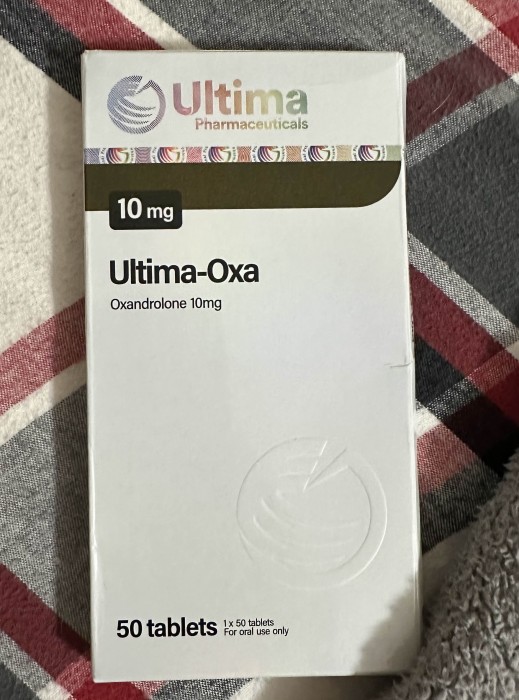 Ultima
Pharmaceuticals
10 mg
Ultima-Oxa
Oxandrolone 10mg
50 tablets
1 x 50 tablets
For oral use only